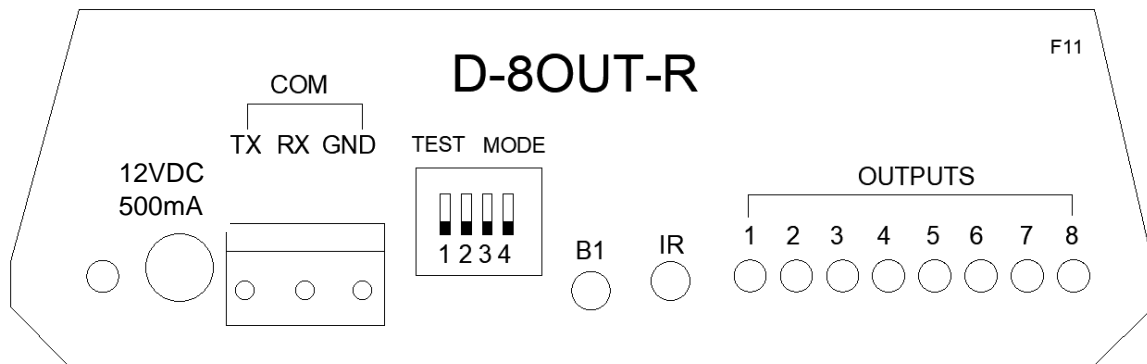 D-8OUT-R
F11
COM
TX RX GND
12VDC
500mA
TEST MODE
1 2 3 4
B1
IR
OUTPUTS
1 2 3 4 5 6 7 8